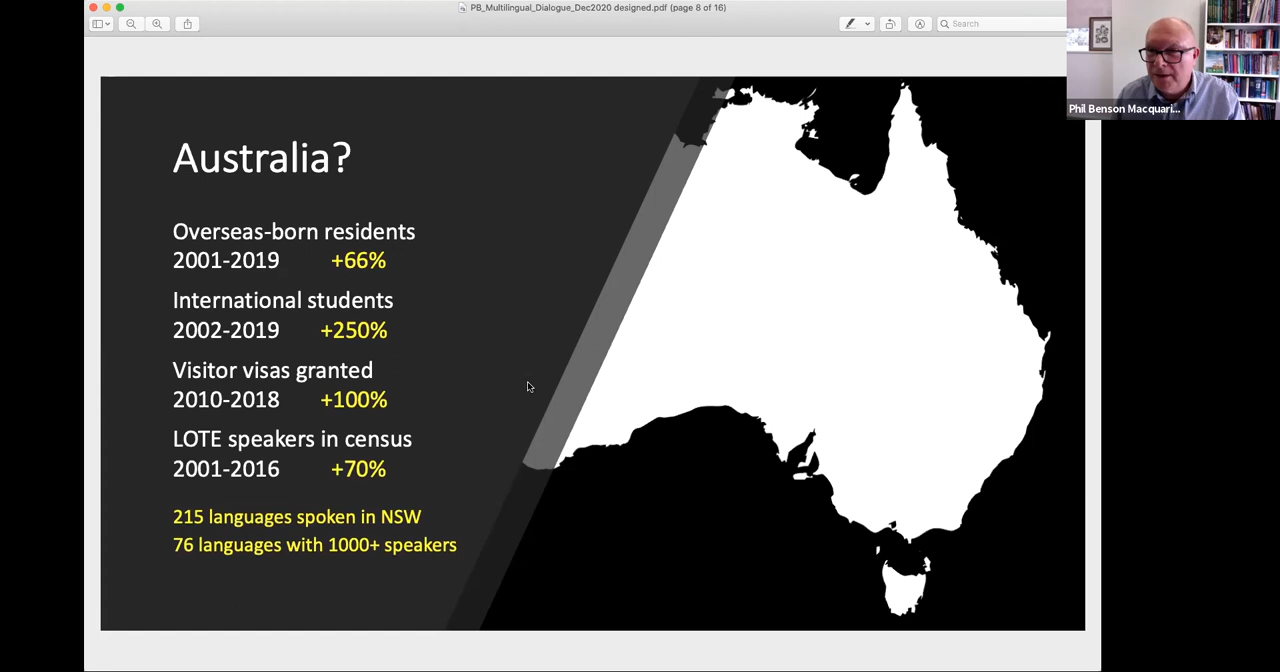 PB_Multilingual_Dialogue_Dec2020 designed.pdf (page 8 of 16)
Search
Phil Benson Macquari...
Australia?
Overseas-born residents
2001-2019 +66%
International students
2002-2019 +250%
Visitor visas granted
2010-2018 +100%
LOTE speakers in census
2001-2016 +70%
215 languages spoken in NSW
76 languages with 1000+ speakers